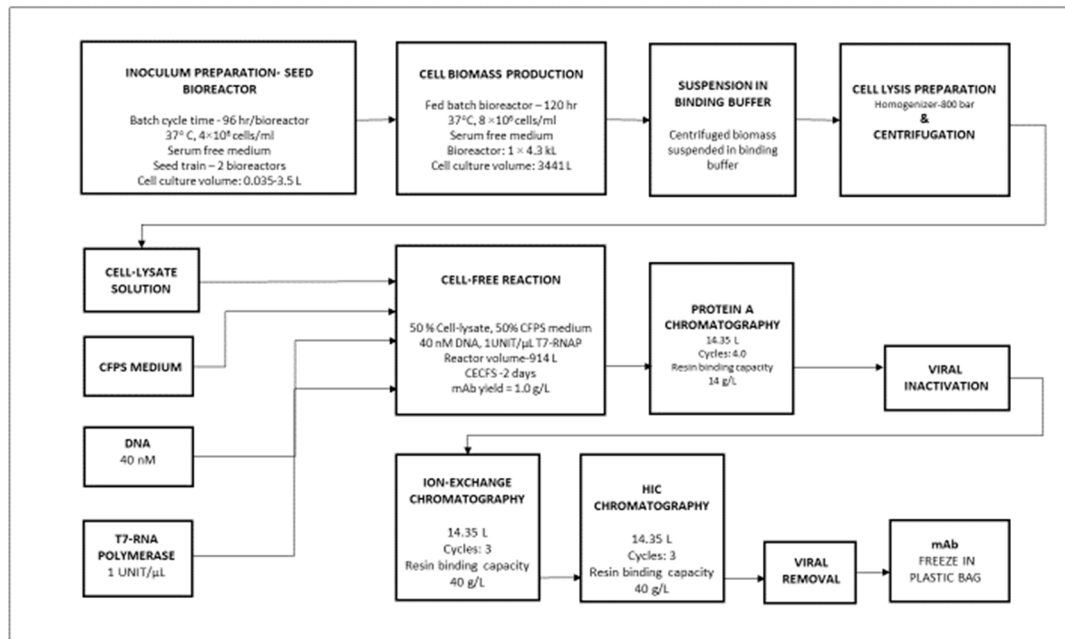 INOCULUM PREPARATION- SEED
BIOREACTOR
Batch cycle time - 96 hr/bioreactor
37° C, 4×10⁶ cells/ml
Serum free medium
Seed train – 2 bioreactors
Cell culture volume: 0.035-3.5 L
CELL BIOMASS PRODUCTION
Fed batch bioreactor – 120 hr
37°C, 8 ×10⁶ cells/ml
Serum free medium
Bioreactor: 1 × 4.3 kL
Cell culture volume: 3441 L
SUSPENSION IN
BINDING BUFFER
Centrifuged biomass
suspended in binding
buffer
CELL LYSIS PREPARATION
Homogenizer-800 bar
&
CENTRIFUGATION
CELL-LYSATE
SOLUTION
CFPS MEDIUM
DNA
40 nM
T7-RNA
POLYMERASE
1 UNIT/µL
CELL-FREE REACTION
50 % Cell-lysate, 50% CFPS medium
40 nM DNA, 1UNIT/µL T7-RNAP
Reactor volume-914 L
CECFS -2 days
mAb yield = 1.0 g/L
PROTEIN A
CHROMATOGRAPHY
14.35 L
Cycles: 4.0
Resin binding capacity
14 g/L
VIRAL
INACTIVATION
ION-EXCHANGE
CHROMATOGRAPHY
14.35 L
Cycles: 3
Resin binding capacity
40 g/L
HIC
CHROMATOGRAPHY
14.35 L
Cycles: 3
Resin binding capacity
40 g/L
VIRAL
REMOVAL
mAb
FREEZE IN
PLASTIC BAG